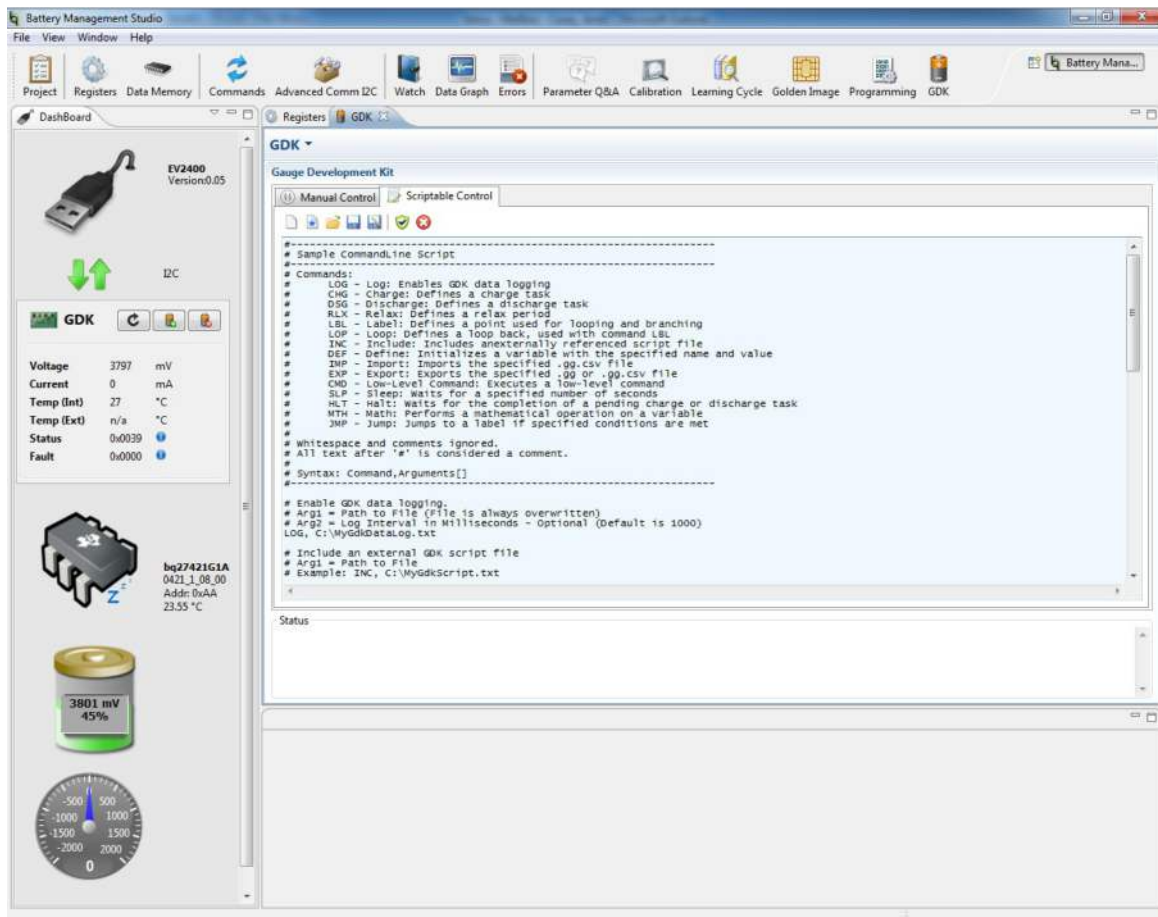 Battery Management Studio
File View Window Help
Project Registers Data Memory Commands Advanced Comm I2C Watch Data Graph Errors Parameter Q&A Calibration Learning Cycle Golden Image Programming GDK
Battery Mana...
DashBoard
EV2400
Version:0.05
I2C
GDK
Voltage 3797 mV
Current 0 mA
Temp (Int) 27 °C
Temp (Ext) n/a °C
Status 0x0039
Fault 0x0000
bq27421G1A
0421_1_08_00
Addr: 0xAA
23.55 °C
Z z z
3801 mV
45%
-500 500
-1000 1000
-1500 1500
-2000 2000
0
Registers GDK
GDK
Gauge Development Kit
Manual Control Scriptable Control
#-----------------------------------------------------------------------
# Sample CommandLine Script
#-----------------------------------------------------------------------
# Commands:
# LOG - Log: Enables GDK data logging
# CHG - Charge: Defines a charge task
# DSG - Discharge: Defines a discharge task
# RLX - Relax: Defines a relax period
# LBL - Label: Defines a point used for looping and branching
# LOP - Loop: Defines a loop back, used with command LBL
# INC - Include: Includes anexternally referenced script file
# DEF - Define: Initializes a variable with the specified name and value
# IMP - Import: Imports the specified .gg.csv file
# EXP - Export: Exports the specified .gg or .gg.csv file
# CMD - Low-Level Command: Executes a low-level command
# SLP - Sleep: Waits for a specified number of seconds
# HLT - Halt: Waits for the completion of a pending charge or discharge task
# MTH - Math: Performs a mathematical operation on a variable
# JMP - Jump: Jumps to a label if specified conditions are met
#
# Whitespace and comments ignored.
# All text after '#' is considered a comment.
#
# Syntax: Command,Arguments[]
#-----------------------------------------------------------------------
# Enable GDK data logging.
# Arg1 = Path to File (File is always overwritten)
# Arg2 = Log Interval in Milliseconds - Optional (Default is 1000)
LOG, C:\MyGdkDataLog.txt
# Include an external GDK script file
# Arg1 = Path to File
# Example: INC, C:\MyGdkScript.txt
Status